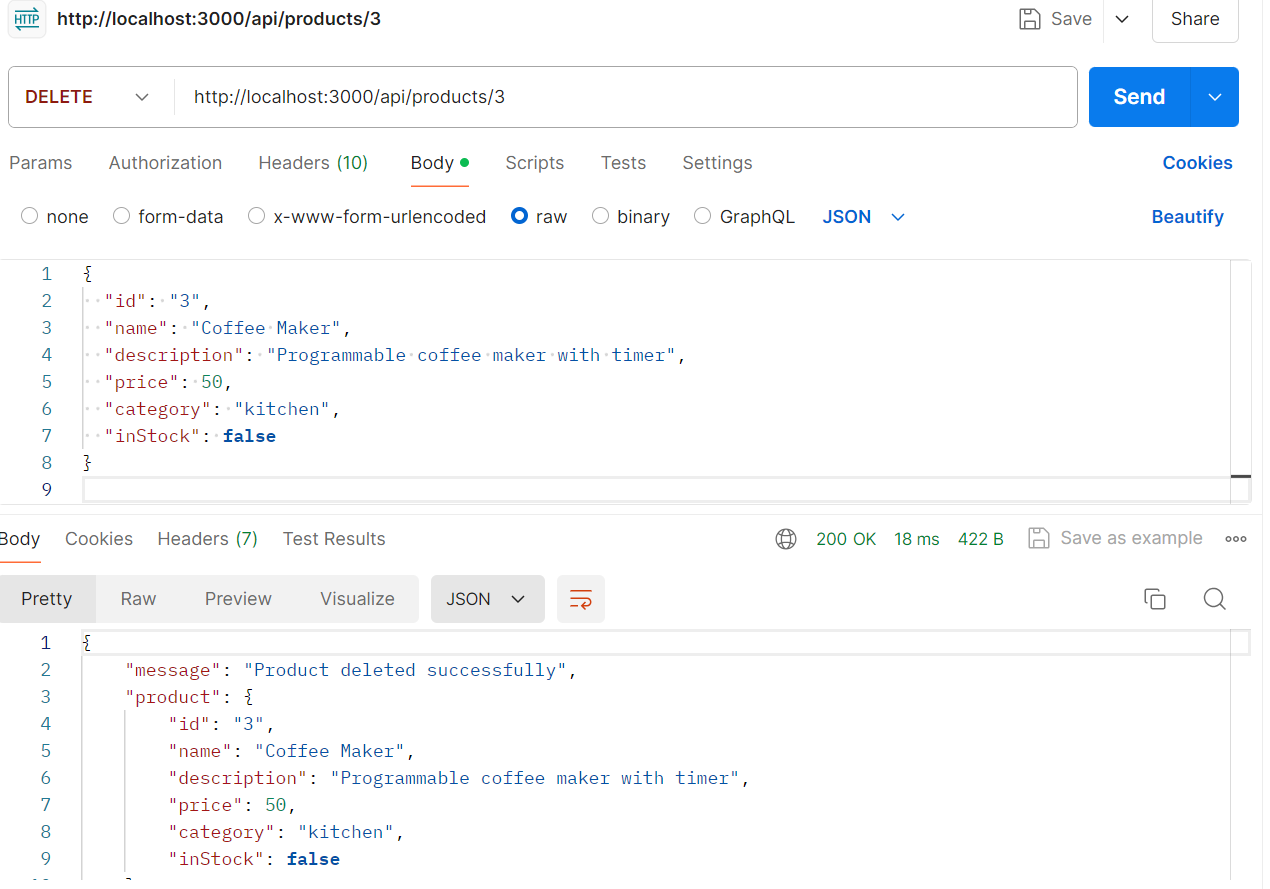 HTTP http://localhost:3000/api/products/3 Save Share
DELETE http://localhost:3000/api/products/3 Send
Params Authorization Headers (10) Body Scripts Tests Settings Cookies
none form-data x-www-form-urlencoded raw binary GraphQL JSON Beautify
1 {
2 "id": "3",
3 "name": "Coffee Maker",
4 "description": "Programmable coffee maker with timer",
5 "price": 50,
6 "category": "kitchen",
7 "inStock": false
8 }
9
Body Cookies Headers (7) Test Results 200 OK 18 ms 422 B Save as example
Pretty Raw Preview Visualize JSON
1 {
2 "message": "Product deleted successfully",
3 "product": {
4 "id": "3",
5 "name": "Coffee Maker",
6 "description": "Programmable coffee maker with timer",
7 "price": 50,
8 "category": "kitchen",
9 "inStock": false